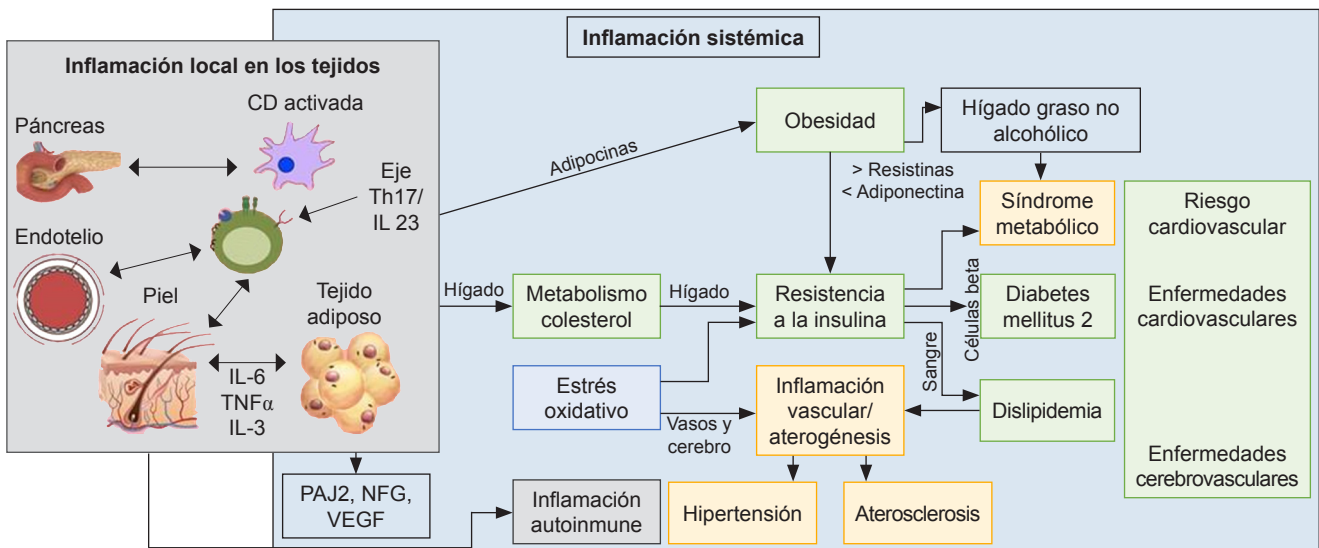 Inflamación sistémica
Inflamación local en los tejidos
CD activada
Páncreas
Eje
Th17/
IL 23
Endotelio
Piel
Tejido
adiposo
IL-6
TNFα
IL-3
Adipocinas
Obesidad
Hígado graso no
alcohólico
> Resistinas
< Adiponectina
Síndrome
metabólico
Riesgo
cardiovascular
Hígado
Metabolismo
colesterol
Hígado
Resistencia
a la insulina
Células beta
Diabetes
mellitus 2
Enfermedades
cardiovasculares
Sangre
Estrés
oxidativo
Vasos y
cerebro
Inflamación
vascular/
aterogénesis
Dislipidemia
Enfermedades
cerebrovasculares
PAJ2, NFG,
VEGF
Inflamación
autoinmune
Hipertensión
Aterosclerosis